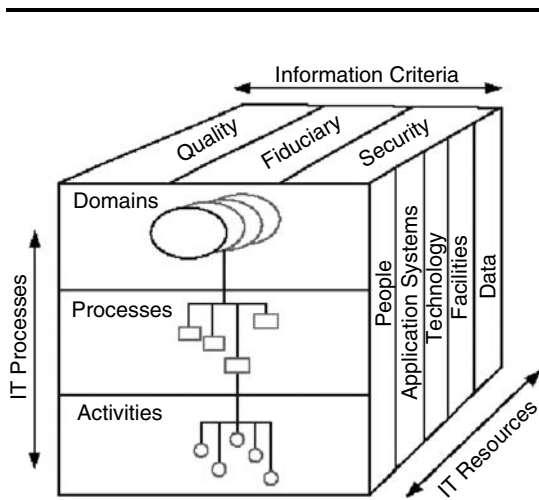 Information Criteria
Quality
Fiduciary
Security
Domains
Processes
Activities
IT Processes
People
Application Systems
Technology
Facilities
Data
IT Resources